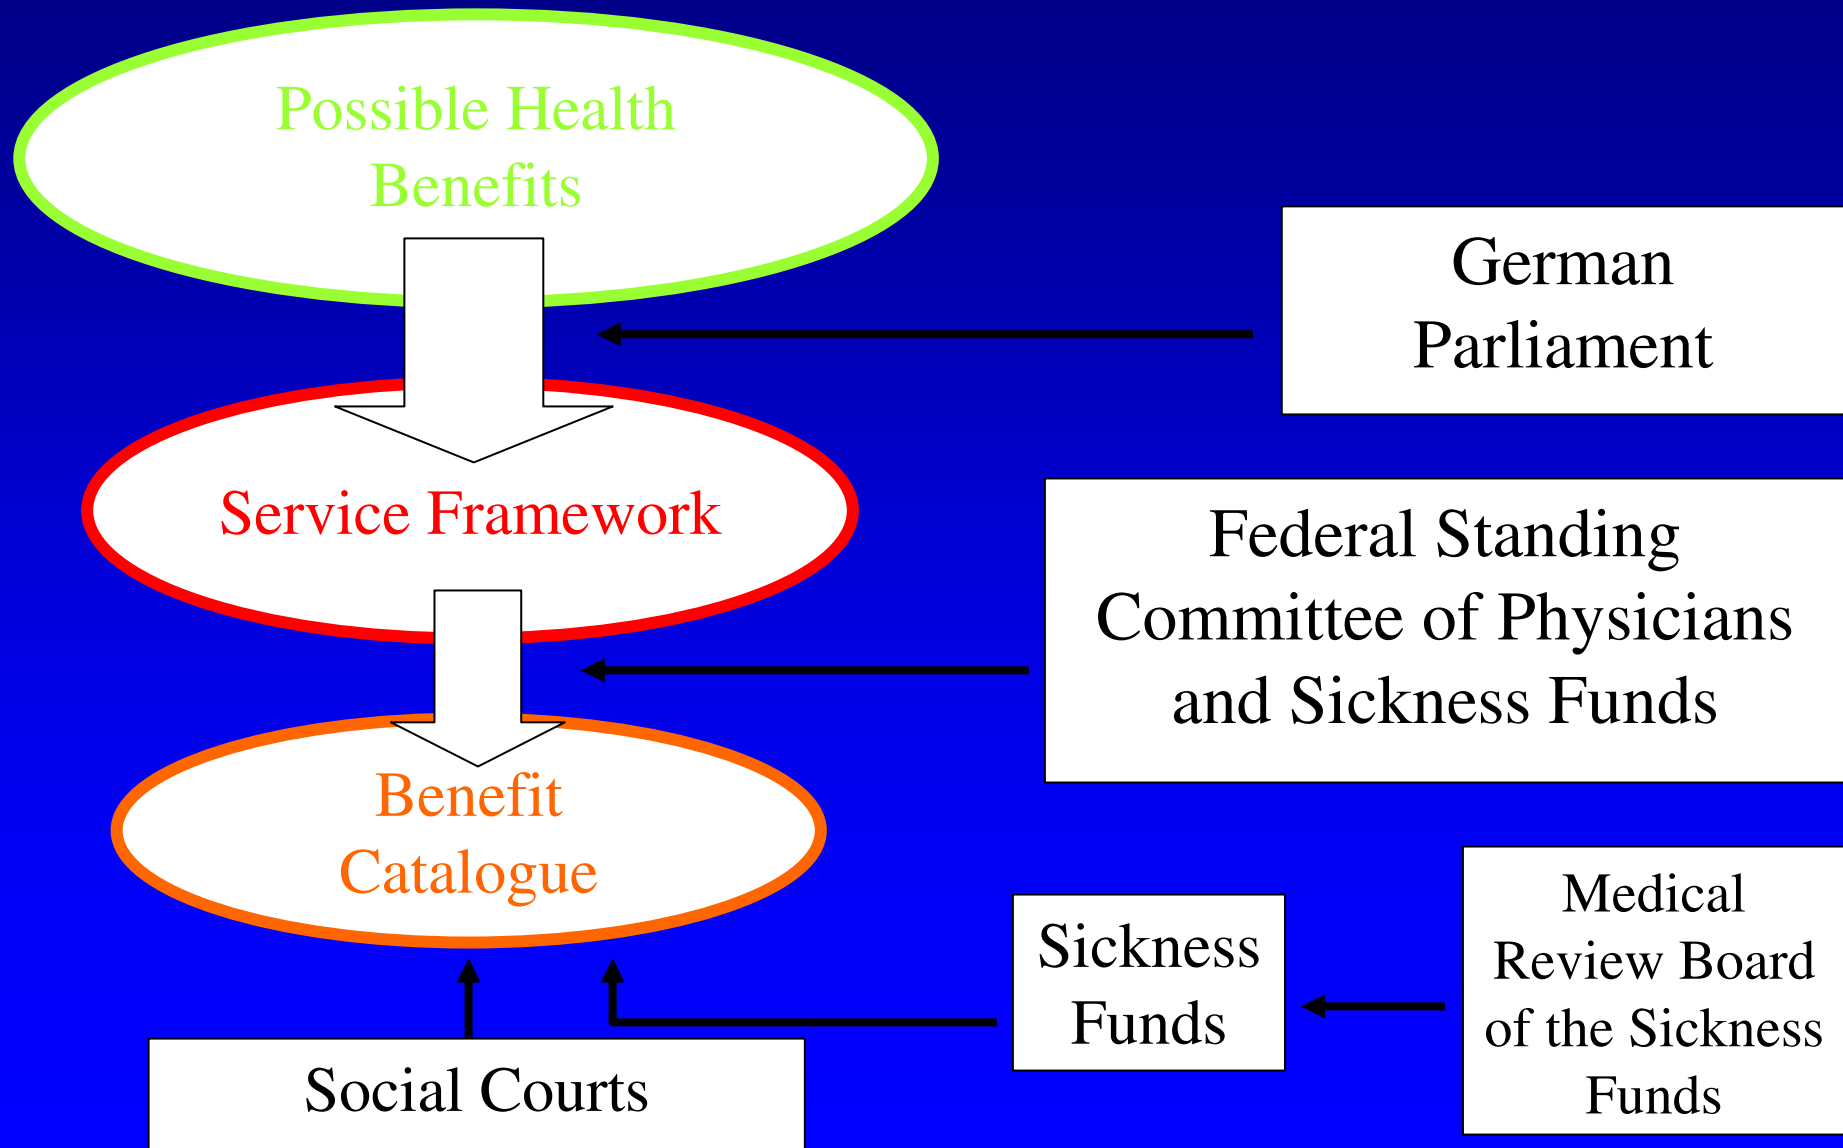 Possible Health
Benefits
German
Parliament
Service Framework
Federal Standing
Committee of Physicians
and Sickness Funds
Benefit
Catalogue
Sickness
Funds
Medical
Review Board
of the Sickness
Funds
Social Courts